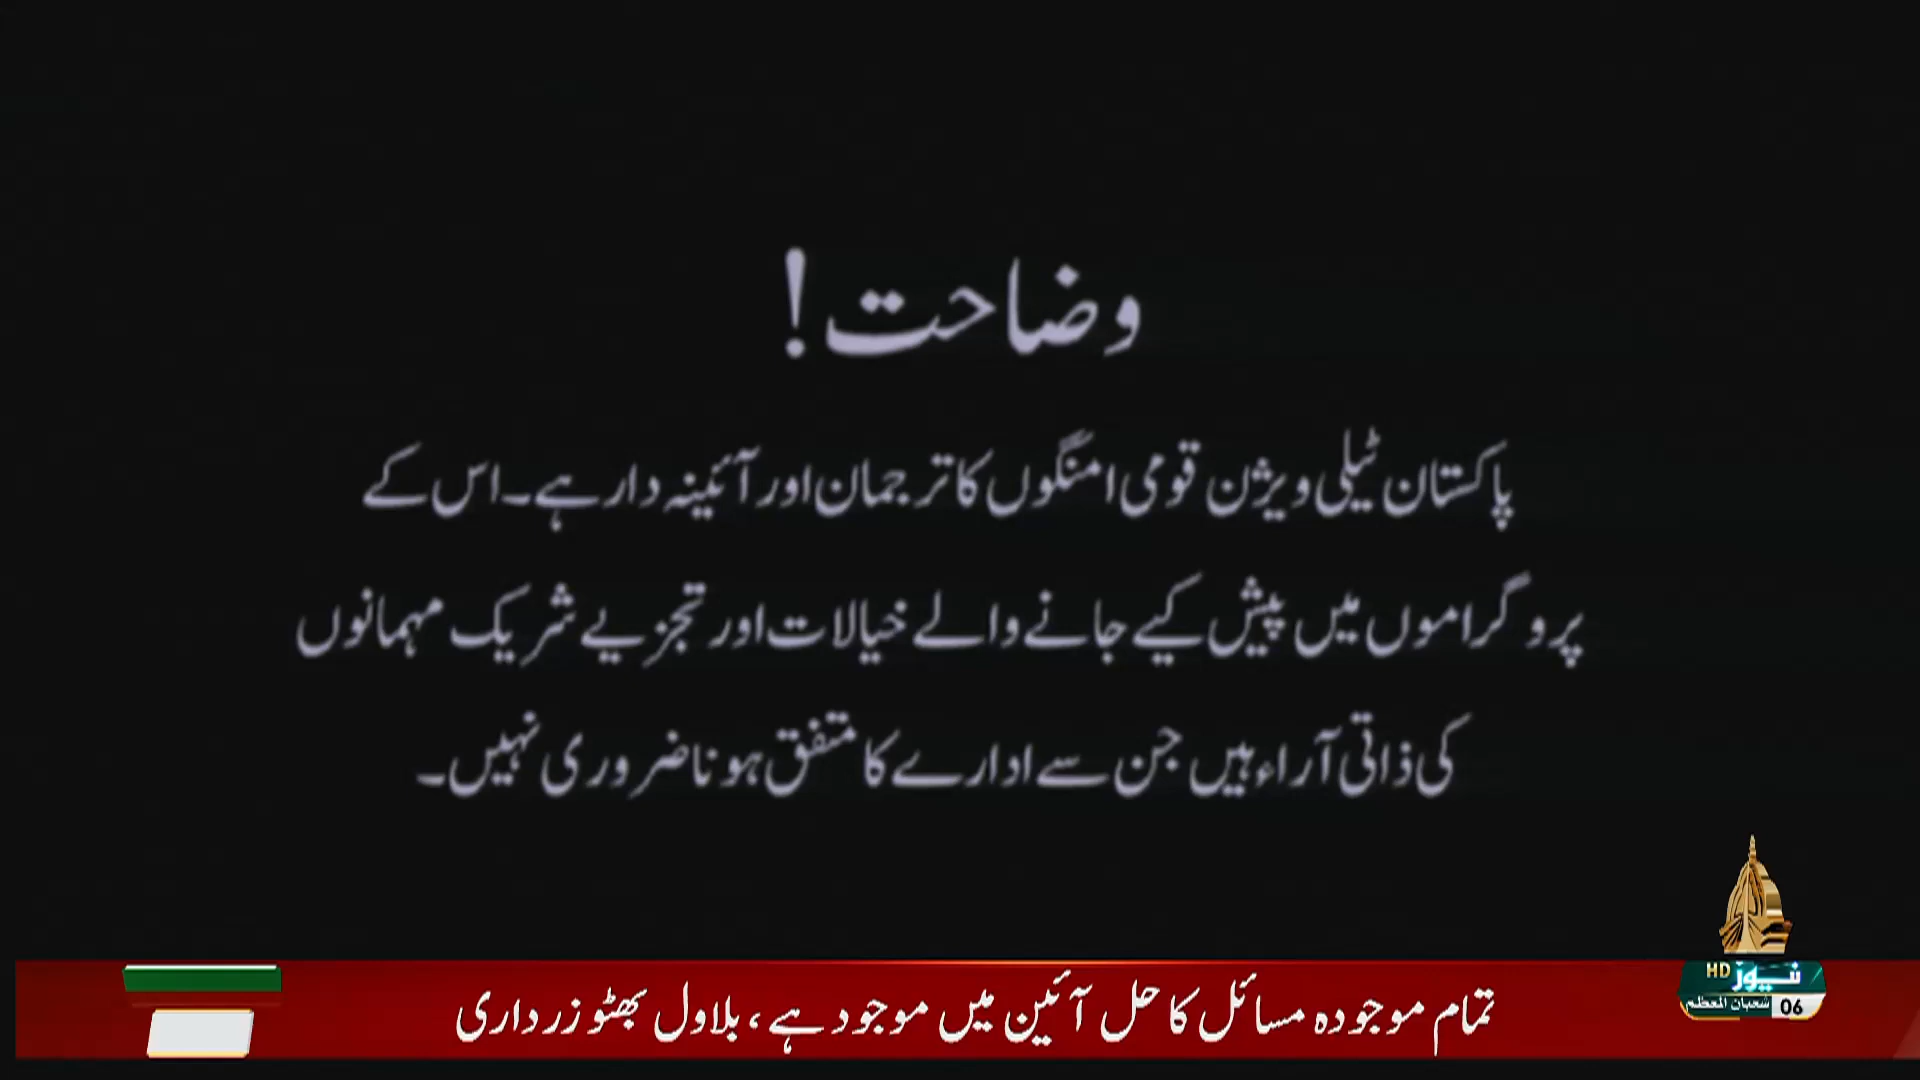 وضاحت!
پاکستان ٹیلی ویژن قومی امنگوں کا ترجمان اور آئینہ دار ہے۔ اس کے
پروگراموں میں پیش کیے جانے والے خیالات اور تجزیے شریک مہمانوں
کی ذاتی آراء ہیں جن سے ادارے کا متفق ہونا ضروری نہیں۔
نیوز HD
06 شعبان المعظم
تمام موجودہ مسائل کا حل آئین میں موجود ہے، بلاول بھٹو زرداری